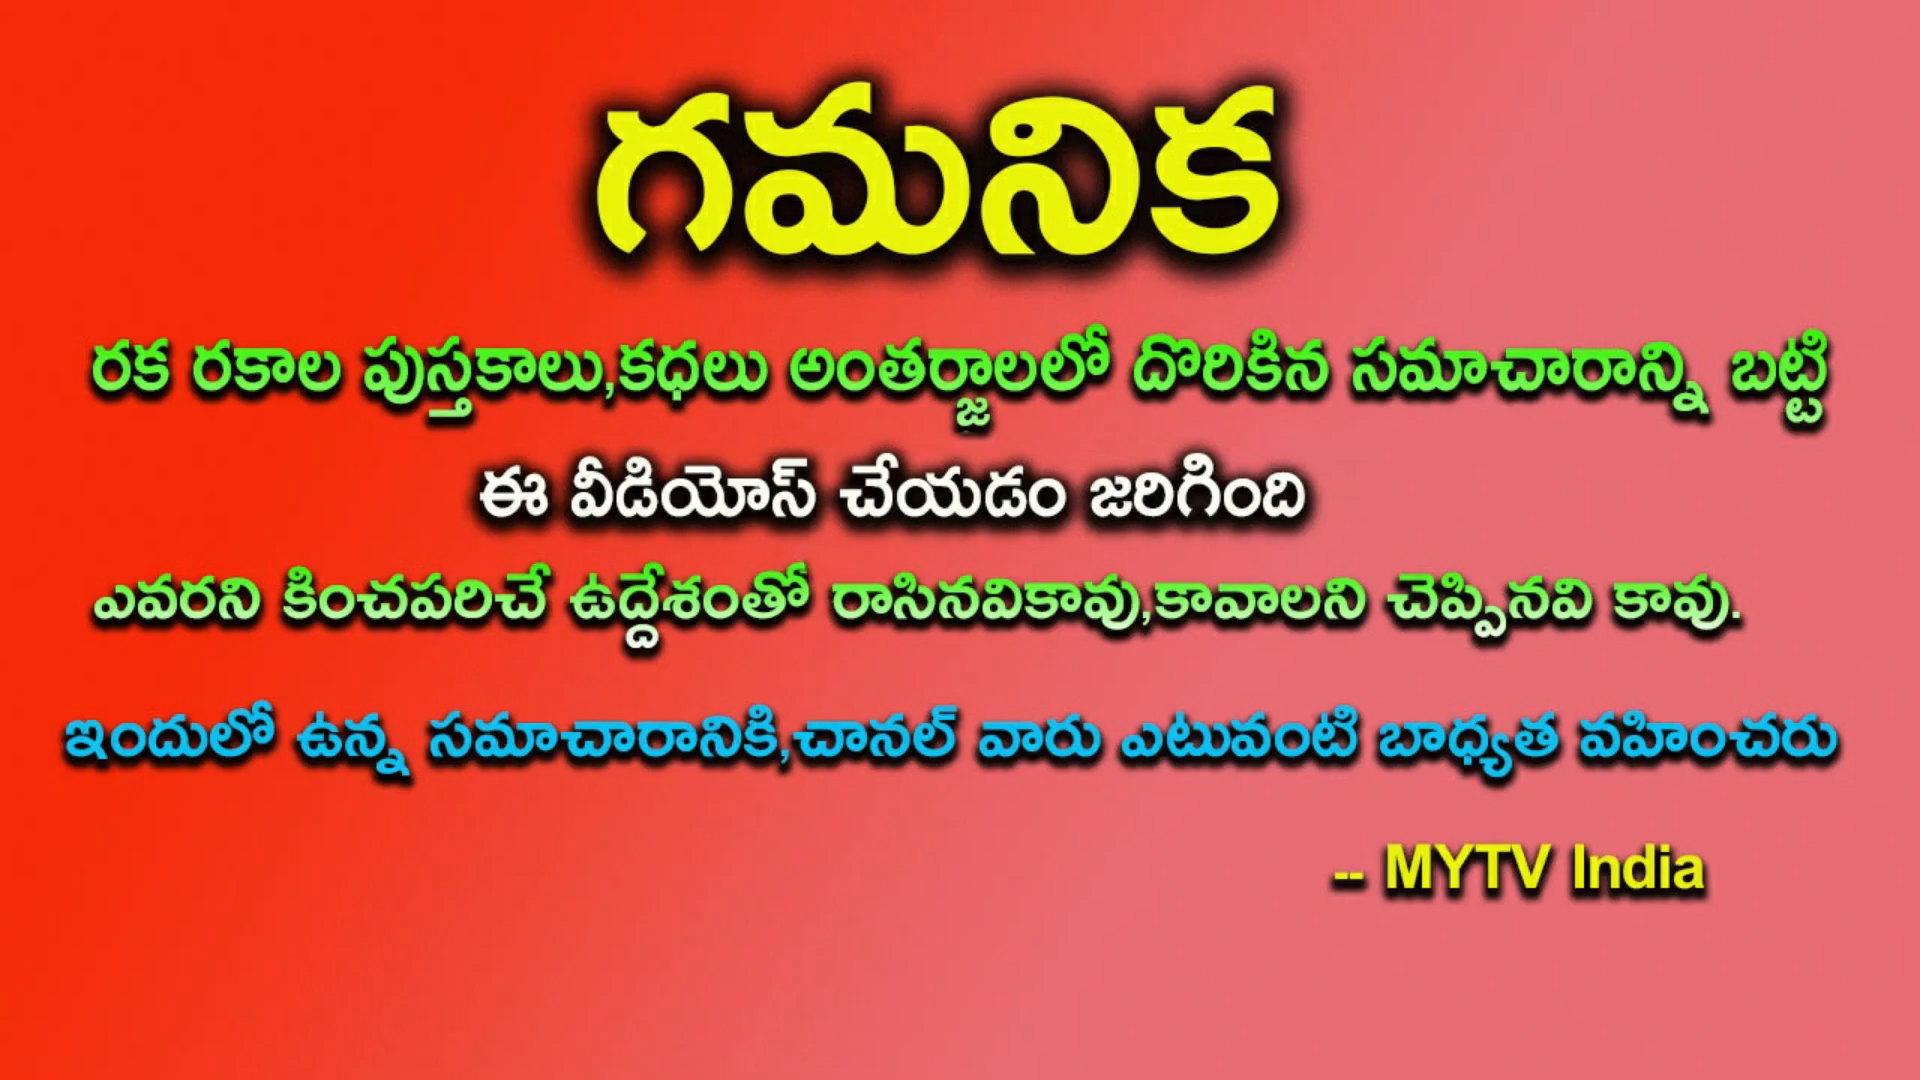 గమనిక
రక రకాల పుస్తకాలు,కధలు అంతర్జాలలో దొరికిన సమాచారాన్ని బట్టి
ఈ వీడియోస్ చేయడం జరిగింది
ఎవరని కించపరిచే ఉద్దేశంతో రాసినవికావు,కావాలని చెప్పినవి కావు.
ఇందులో ఉన్న సమాచారానికి,చానల్ వారు ఎటువంటి బాధ్యత వహించరు
-- MYTV India